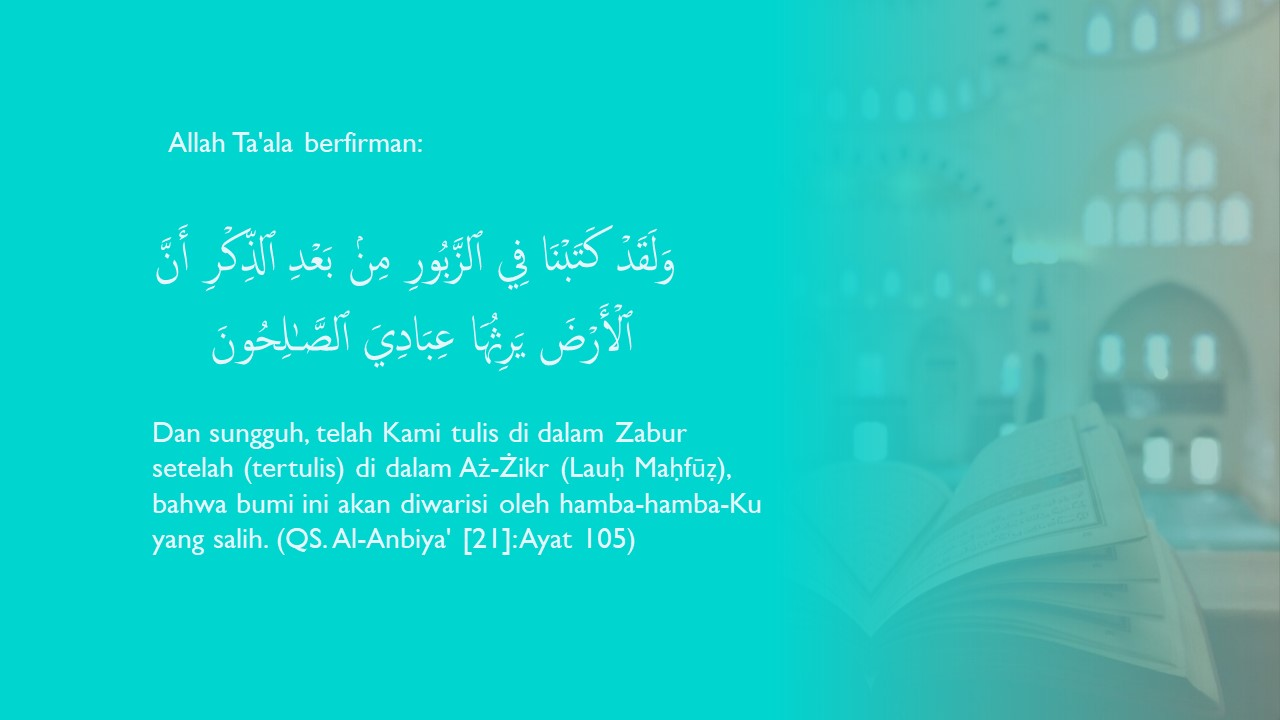 Allah Ta'ala berfirman:
وَلَقَدْ كَتَبْنَا فِي ٱلزَّبُورِ مِنۢ بَعْدِ ٱلذِّكْرِ أَنَّ
ٱلْأَرْضَ يَرِثُهَا عِبَادِيَ ٱلصَّـٰلِحُونَ
Dan sungguh, telah Kami tulis di dalam Zabur
setelah (tertulis) di dalam Aż-Żikr (Lauḥ Maḥfūẓ),
bahwa bumi ini akan diwarisi oleh hamba-hamba-Ku
yang salih. (QS. Al-Anbiya' [21]:Ayat 105)